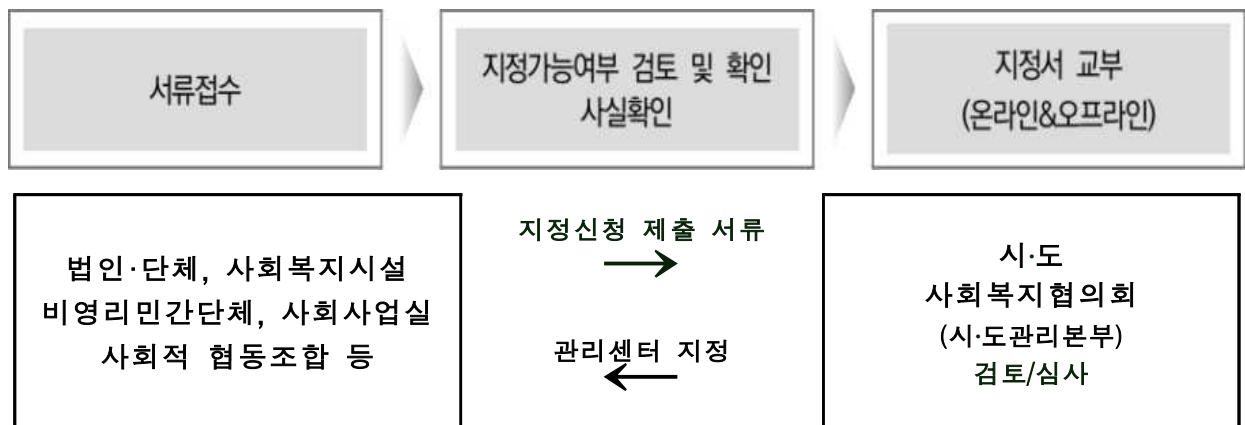 서류접수
지정가능여부 검토 및 확인
사실확인
지정서 교부
(온라인&오프라인)
법인·단체, 사회복지시설
비영리민간단체, 사회사업실
사회적 협동조합 등
지정신청 제출 서류
관리센터 지정
시·도
사회복지협의회
(시·도관리본부)
검토/심사